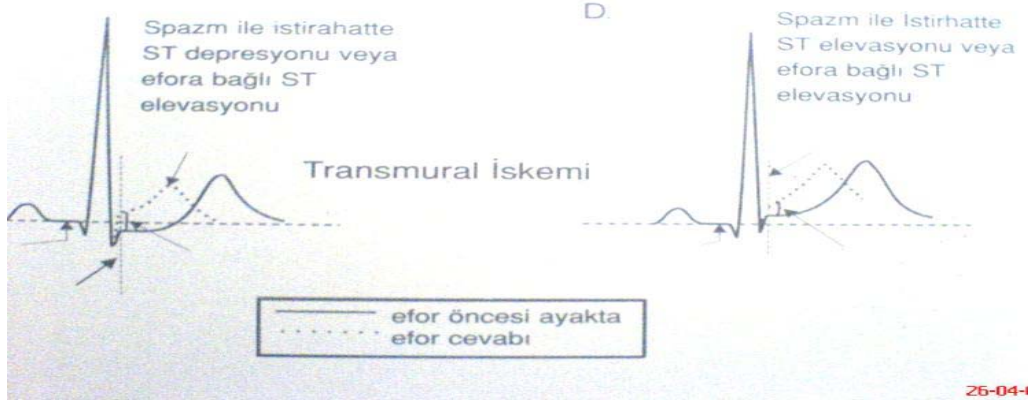 Spazm ile istirahatte
ST depresyonu veya
efora bağlı ST
elevasyonu
D.
Spazm ile İstirhatte
ST elevasyonu veya
efora bağlı ST
elevasyonu
Transmural İskemi
efor öncesi ayakta
efor cevabı